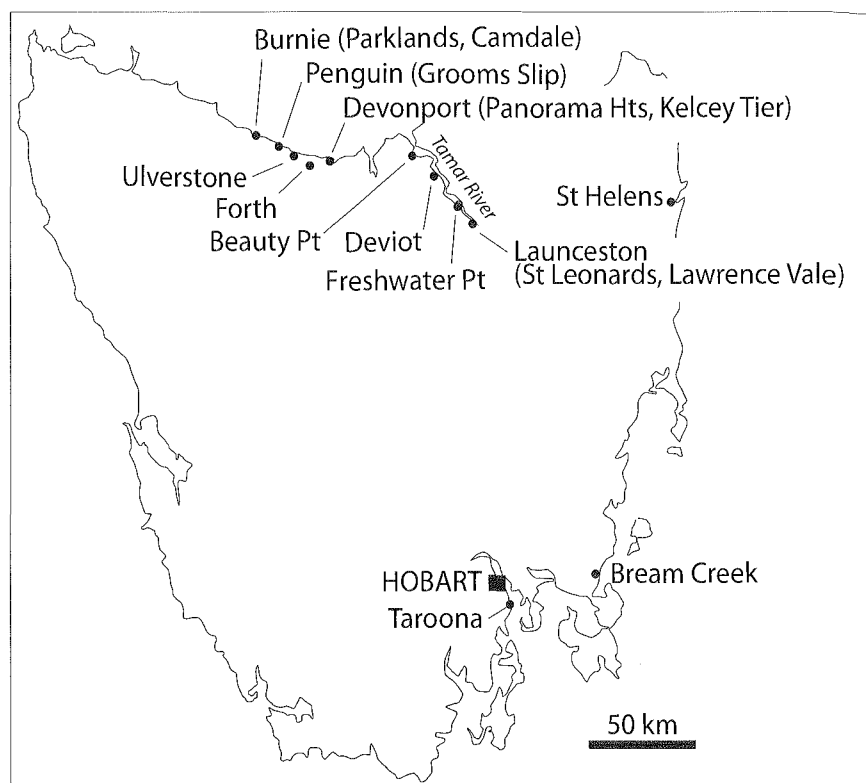 Burnie (Parklands, Camdale)
Penguin (Grooms Slip)
Devonport (Panorama Hts, Kelcey Tier)
Ulverstone
Forth
Beauty Pt
Tamar River
Deviot
Freshwater Pt
St Helens
Launceston
(St Leonards, Lawrence Vale)
HOBART
Taroona
Bream Creek
50 km